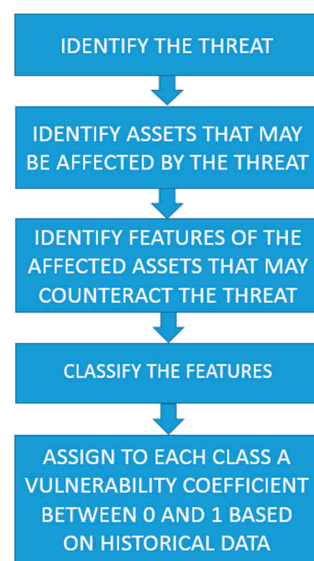 IDENTIFY THE THREAT
IDENTIFY ASSETS THAT MAY
BE AFFECTED BY THE THREAT
IDENTIFY FEATURES OF THE
AFFECTED ASSETS THAT MAY
COUNTERACT THE THREAT
CLASSIFY THE FEATURES
ASSIGN TO EACH CLASS A
VULNERABILITY COEFFICIENT
BETWEEN 0 AND 1 BASED
ON HISTORICAL DATA